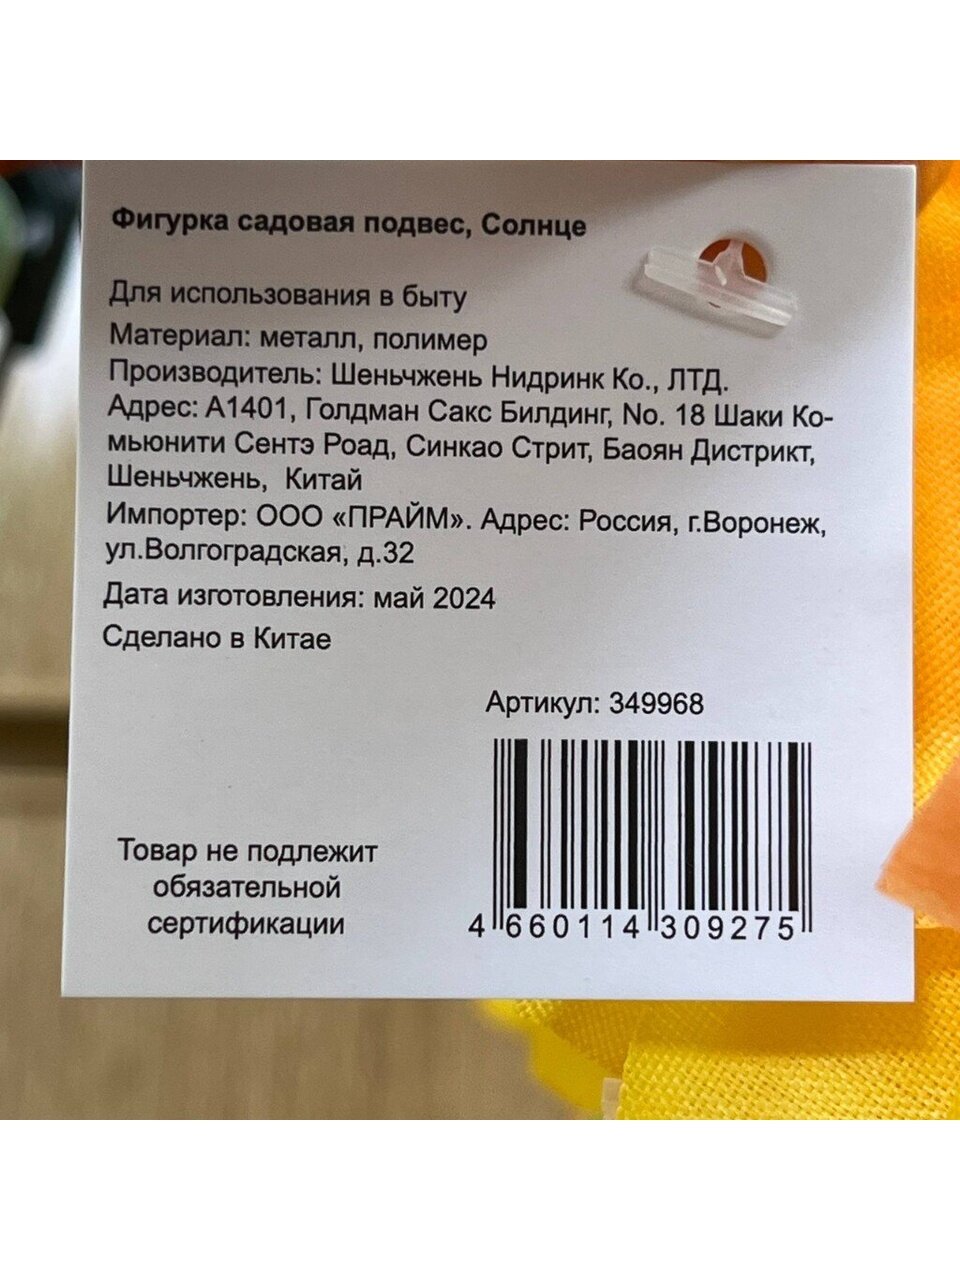 Фигурка садовая подвес, Солнце
Для использования в быту
Материал: металл, полимер
Производитель: Шеньчжень Нидринк Ко., ЛТД.
Адрес: А1401, Голдман Сакс Билдинг, No. 18 Шаки Ко-
мьюнити Сентэ Роад, Синкао Стрит, Баоян Дистрикт,
Шеньчжень, Китай
Импортер: ООО «ПРАЙМ». Адрес: Россия, г.Воронеж,
ул.Волгоградская, д.32
Дата изготовления: май 2024
Сделано в Китае
Артикул: 349968
Товар не подлежит
обязательной
сертификации
4 660114 309275